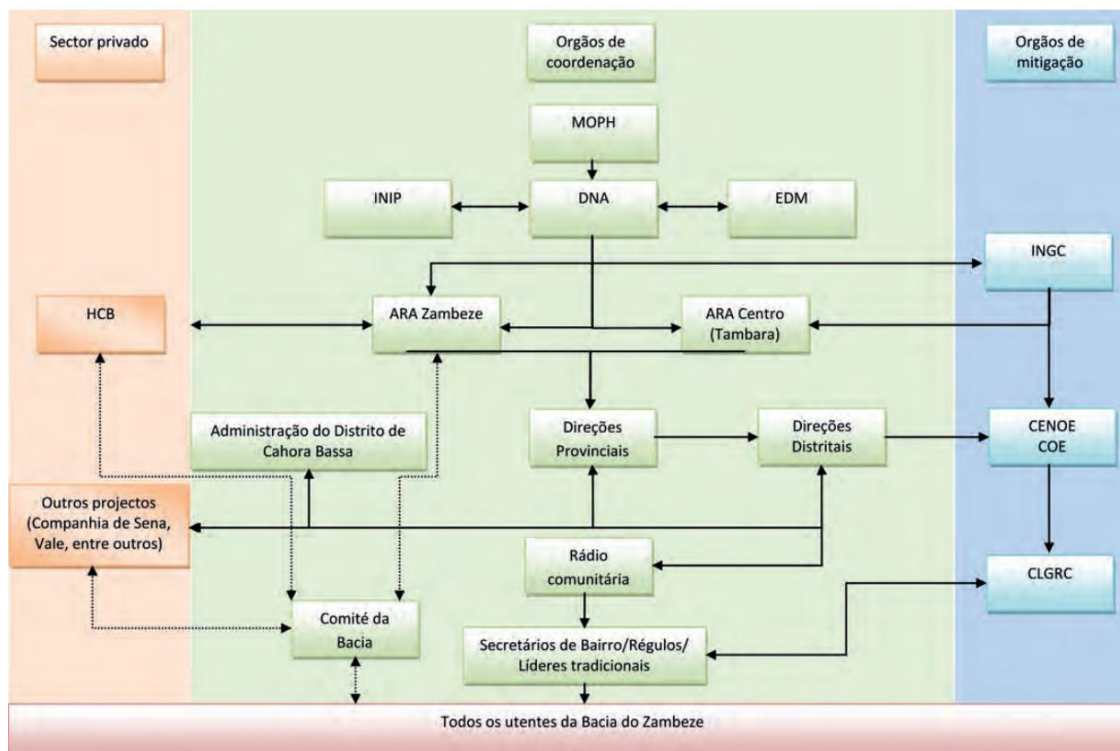 Sector privado
Orgãos de
coordenação
Orgãos de
mitigação
MOPH
INIP
DNA
EDM
INGC
HCB
ARA Zambeze
ARA Centro
(Tambara)
Administração do Distrito de
Cahora Bassa
Direções
Provinciais
Direções
Distritais
CENOE
COE
Outros projectos
(Companhia de Sena,
Vale, entre outros)
Rádio
comunitária
CLGRC
Comité da
Bacia
Secretários de Bairro/Régulos/
Líderes tradicionais
Todos os utentes da Bacia do Zambeze